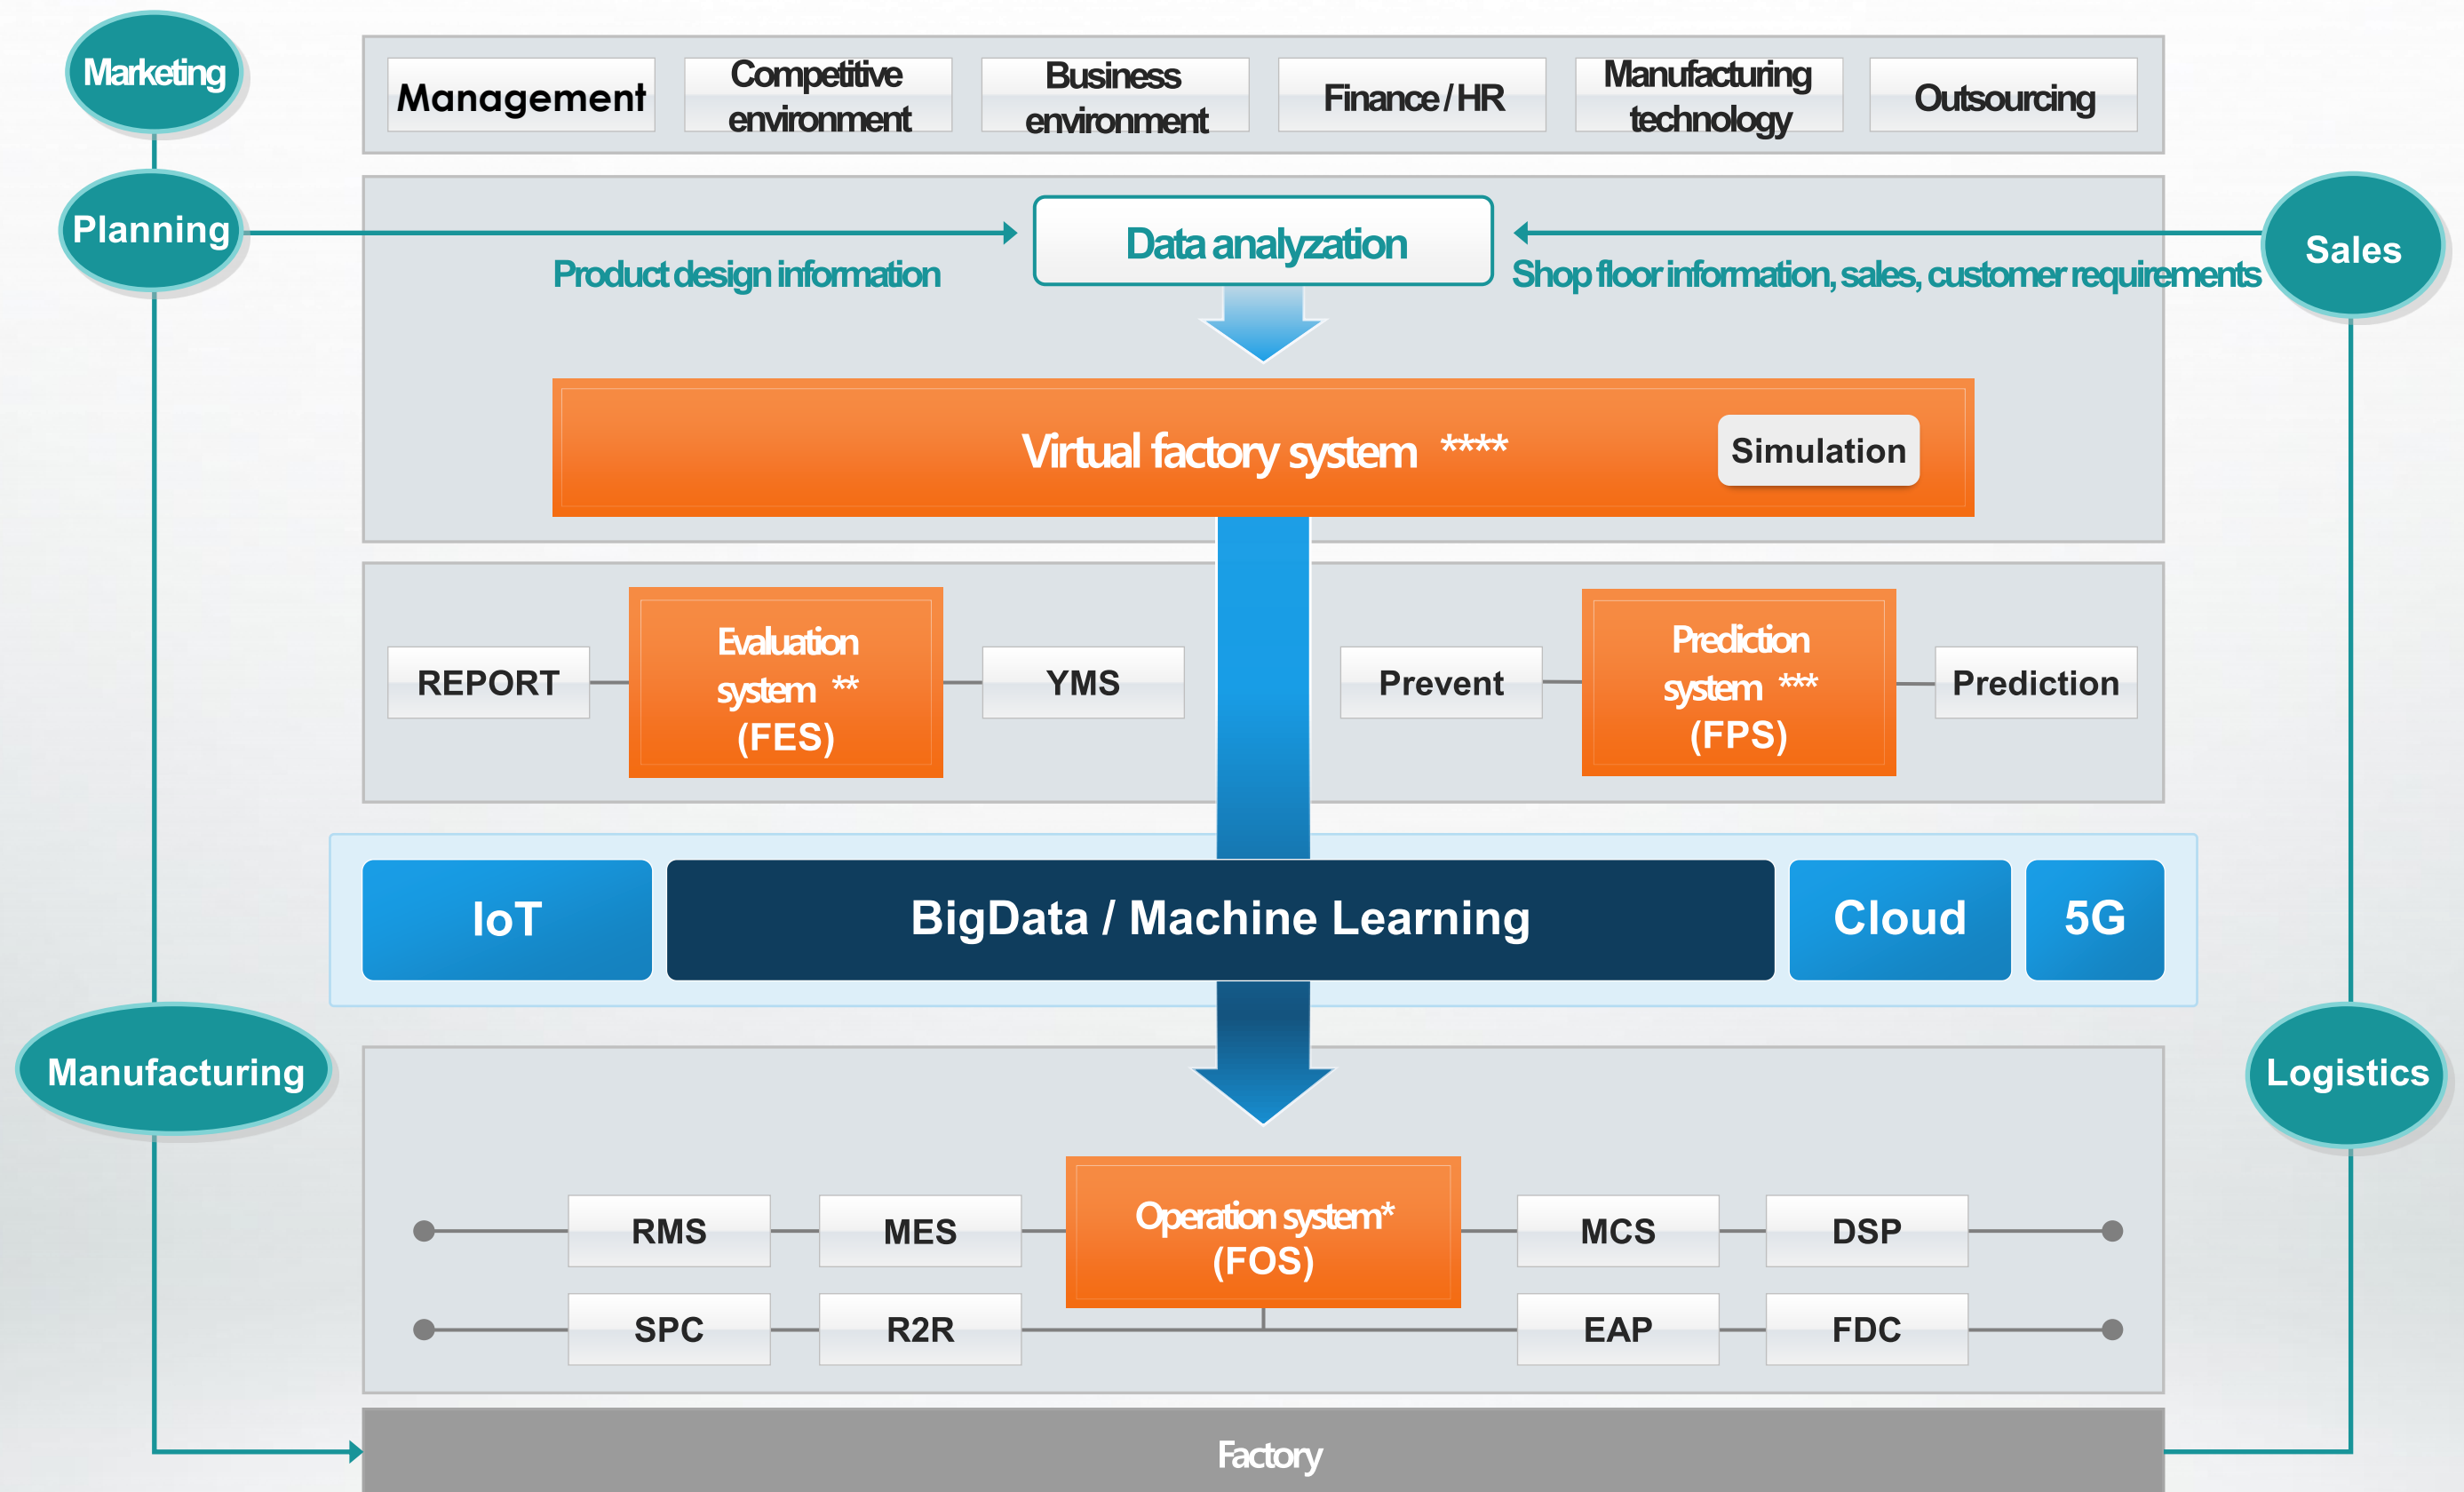 Marketing
Management
Competitive
environment
Business
environment
Finance / HR
Manufacturing
technology
Outsourcing
Planning
Data analyzation
Sales
Product design information
Shop floor information, sales, customer requirements
Virtual factory system ****
Simulation
REPORT
Evaluation
system **
(FES)
YMS
Prevent
Prediction
system ***
(FPS)
Prediction
IoT
BigData / Machine Learning
Cloud
5G
Manufacturing
Logistics
RMS
MES
Operation system*
(FOS)
MCS
DSP
SPC
R2R
EAP
FDC
Factory